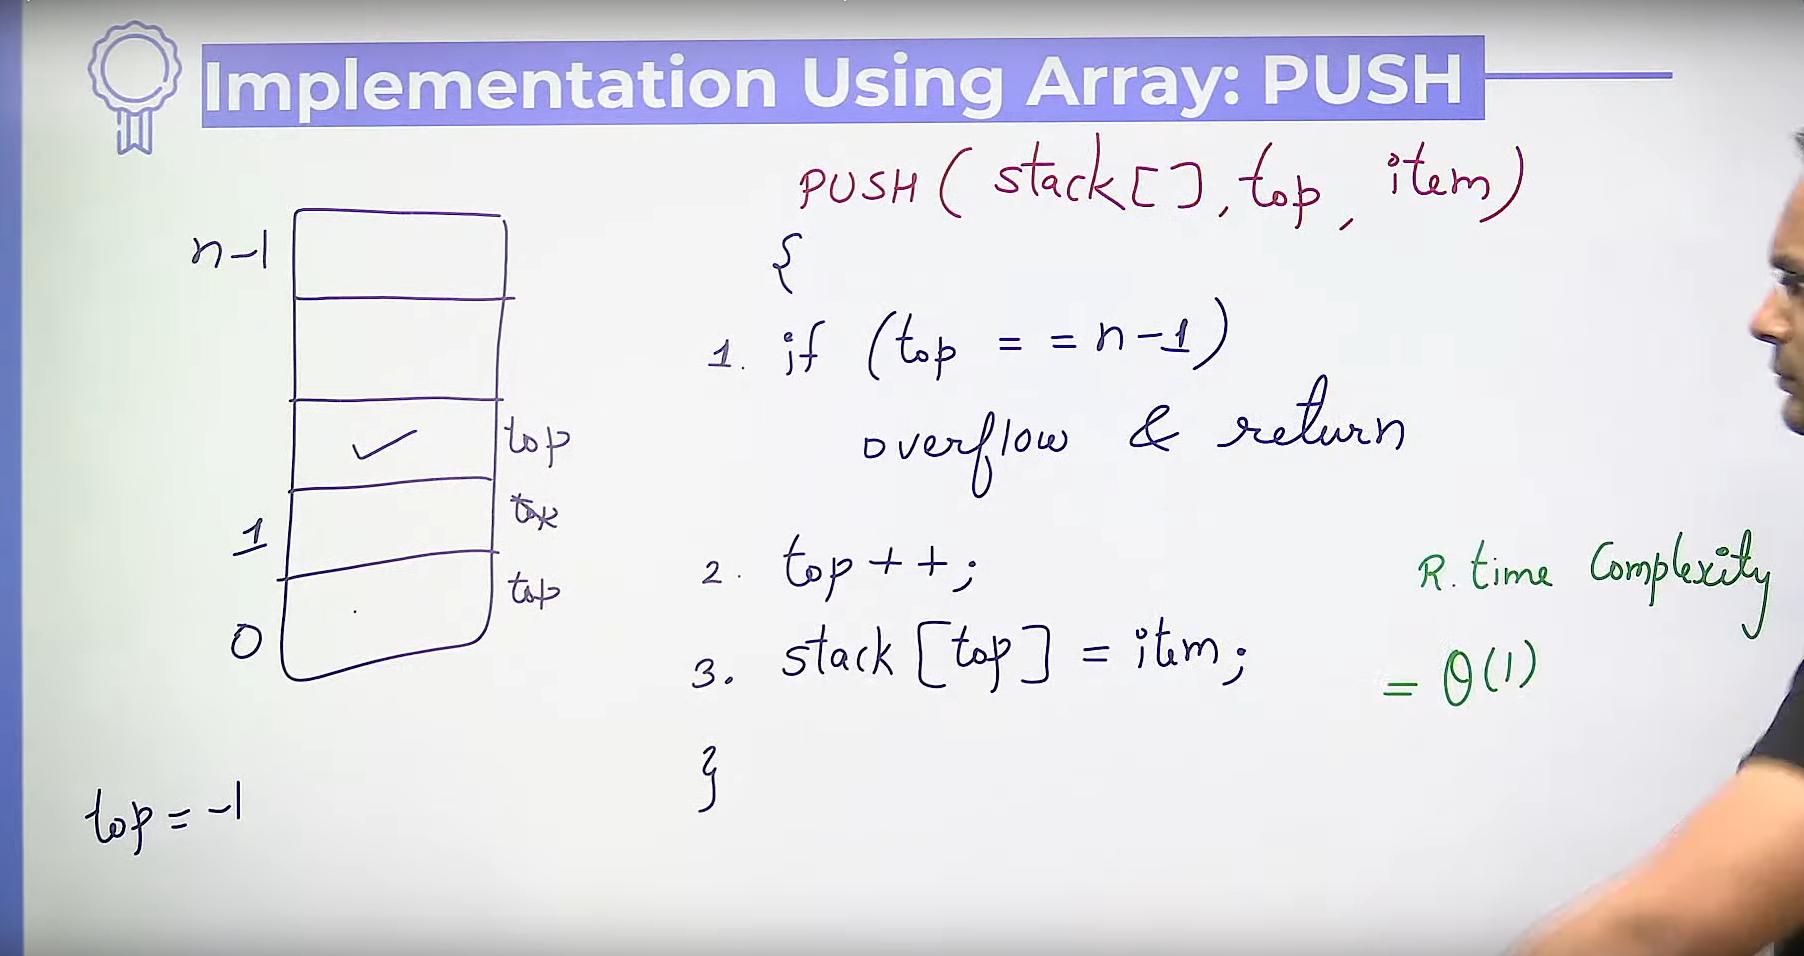 Implementation Using Array: PUSH
PUSH ( stack[], top, item)
{
1. if (top == n-1)
overflow & return
2. top++;
3. stack [top] = item;
}
n-1
top
top
1
top
0
top = -1
R. time Complexity
= θ(1)